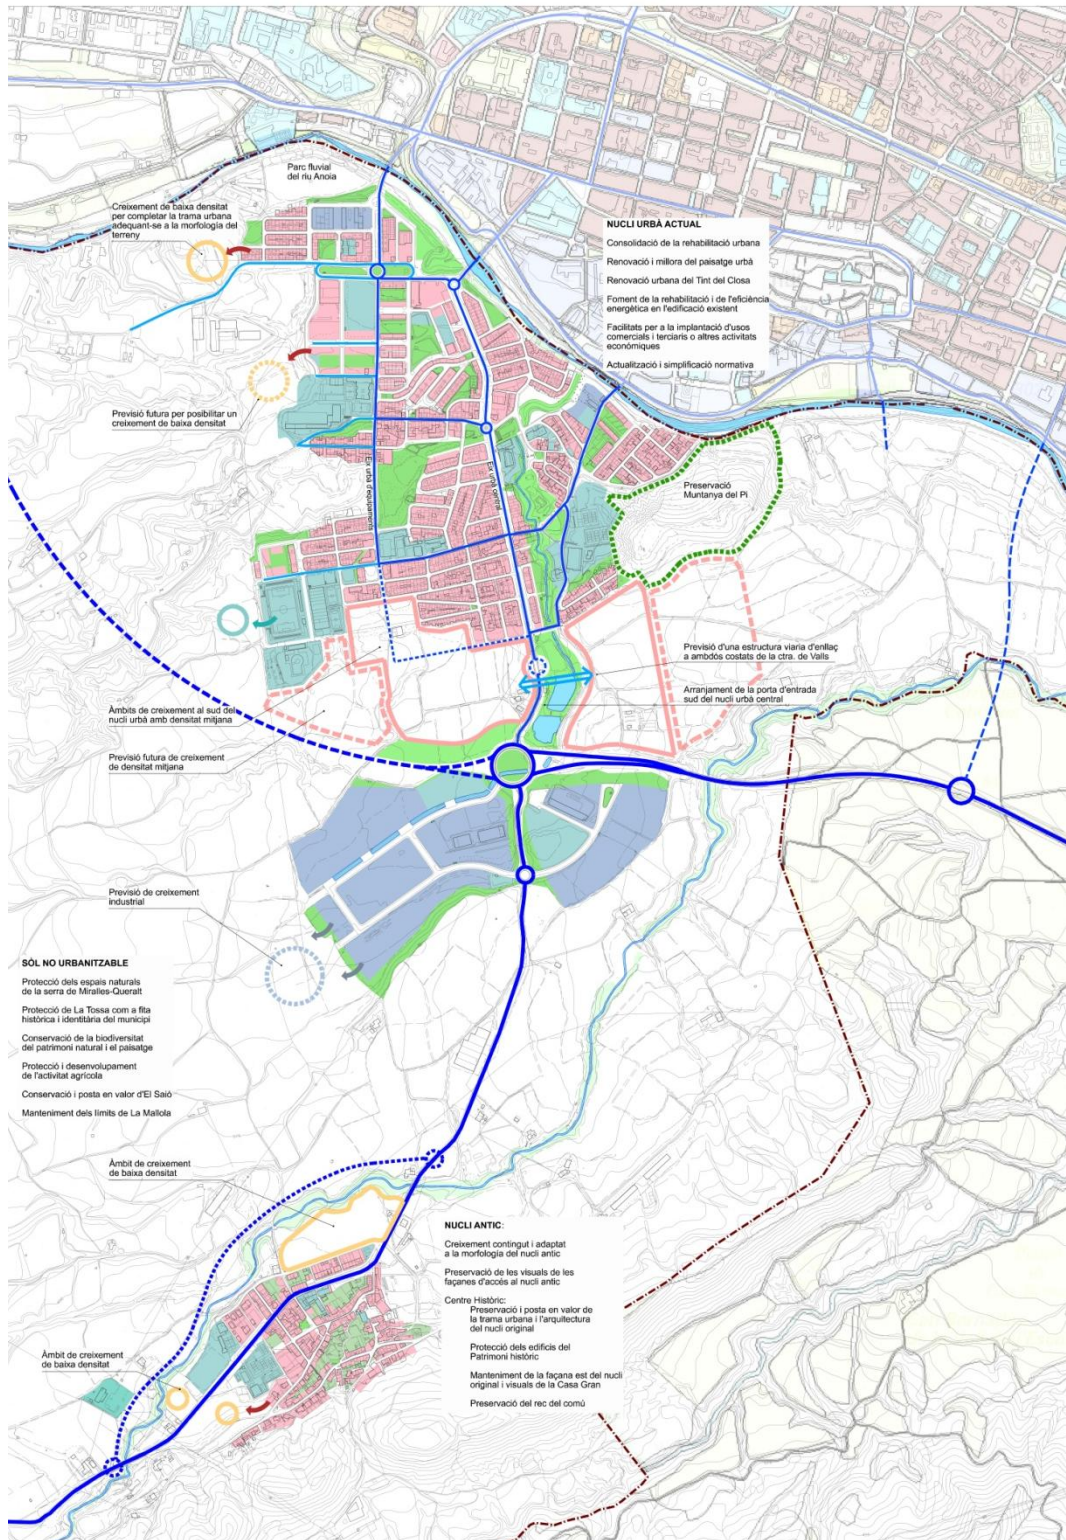 Parc fluvial
del riu Anoia
Creixement de baixa densitat
per completar la trama urbana
adequant-se a la morfologia del
terreny
NUCLI URBÀ ACTUAL
Consolidació de la rehabilitació urbana
Renovació i millora del paisatge urbà
Renovació urbana del Tint del Closa
Foment de la rehabilitació i de l'eficiència
energètica en l'edificació existent
Facilitats per a la implantació d'usos
comercials i terciaris o altres activitats
econòmiques
Actualització i simplificació normativa
Previsió futura per posibilitar un
creixement de baixa densitat
Eix urbà d'equipaments
Eix urbà central
Preservació
Muntanya del Pi
Previsió d'una estructura viaria d'enllaç
a ambdós costats de la ctra. de Valls
Arranjament de la porta d'entrada
sud del nucli urbà central
Àmbits de creixement al sud del
nucli urbà amb densitat mitjana
Previsió futura de creixement
de densitat mitjana
Previsió de creixement
industrial
SÒL NO URBANITZABLE
Protecció dels espais naturals
de la serra de Miralles-Queralt
Protecció de La Tossa com a fita
històrica i identitària del municipi
Conservació de la biodiversitat
del patrimoni natural i el paisatge
Protecció i desenvolupament
de l'activitat agrícola
Conservació i posta en valor d'El Saió
Manteniment dels límits de La Mallola
Àmbit de creixement
de baixa densitat
NUCLI ANTIC:
Creixement contingut i adaptat
a la morfologia del nucli antic
Preservació de les visuals de les
façanes d'accés al nucli antic
Centre Històric:
Preservació i posta en valor de
la trama urbana i l'arquitectura
del nucli original
Protecció dels edificis del
Patrimoni històric
Manteniment de la façana est del nucli
original i visuals de la Casa Gran
Preservació del rec del comú
Àmbit de creixement
de baixa densitat